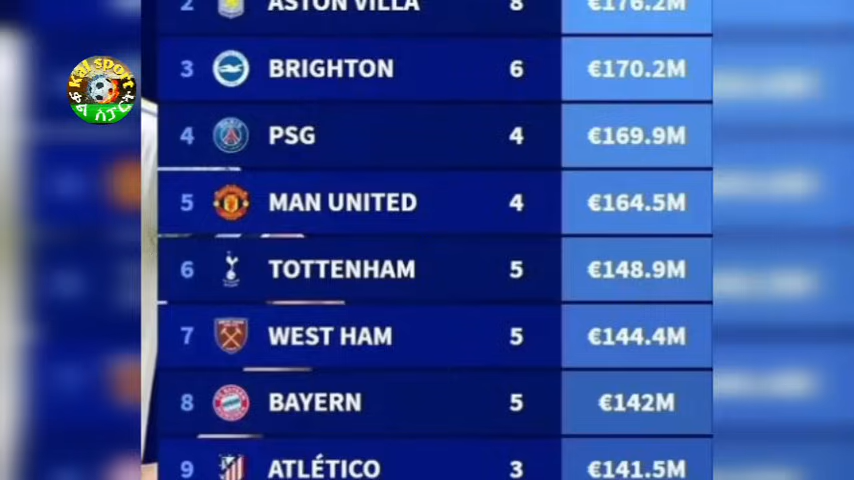 2 ASTON VILLA 8 €176.2M
Kal sport
3 BRIGHTON 6 €170.2M
4 PSG 4 €169.9M
5 MAN UNITED 4 €164.5M
6 TOTTENHAM 5 €148.9M
7 WEST HAM 5 €144.4M
8 BAYERN 5 €142M
9 ATLÉTICO 3 €141.5M